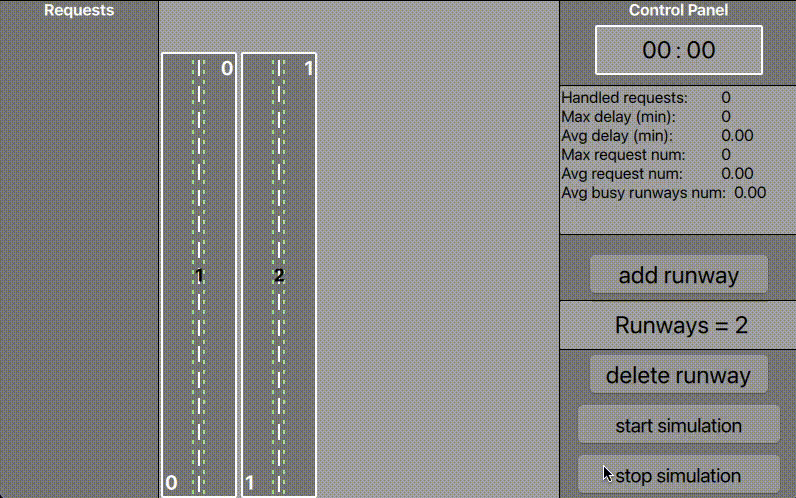 Requests
0
1
1
2
0
1
Control Panel
00 : 00
Handled requests: 0
Max delay (min): 0
Avg delay (min): 0.00
Max request num: 0
Avg request num: 0.00
Avg busy runways num: 0.00
add runway
Runways = 2
delete runway
start simulation
stop simulation